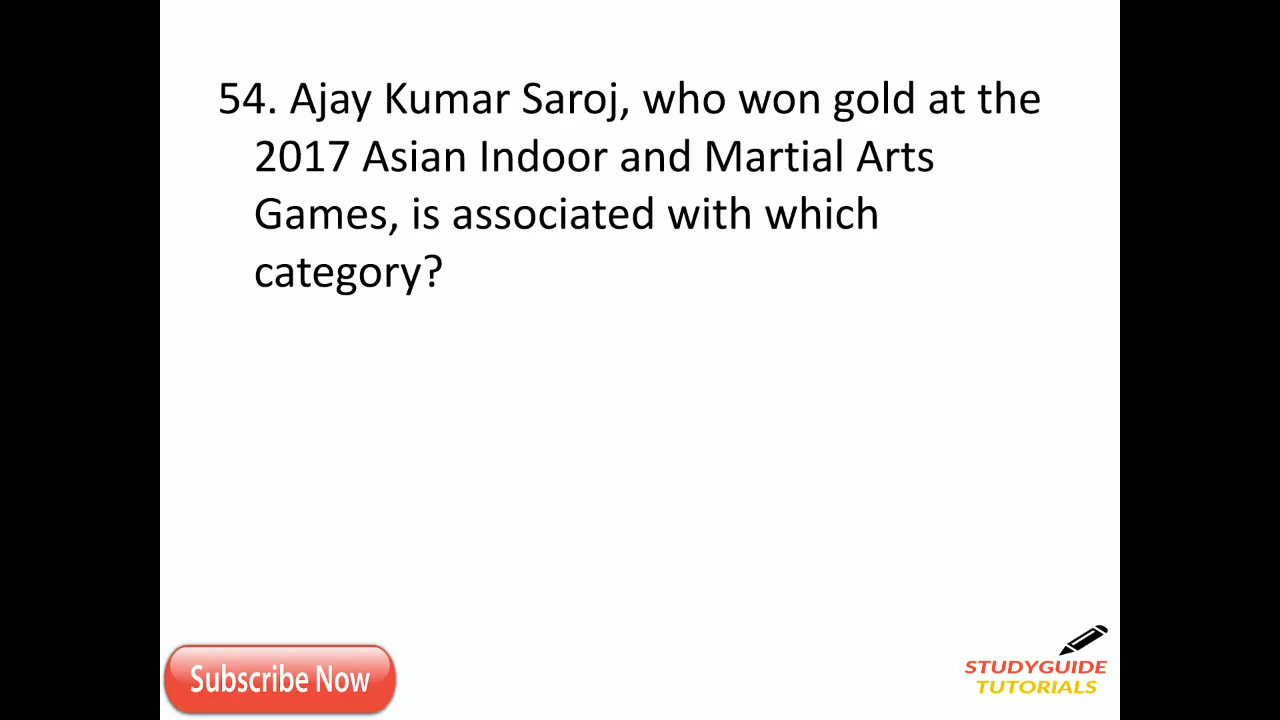 54. Ajay Kumar Saroj, who won gold at the
2017 Asian Indoor and Martial Arts
Games, is associated with which
category?
Subscribe Now
STUDYGUIDE
TUTORIALS